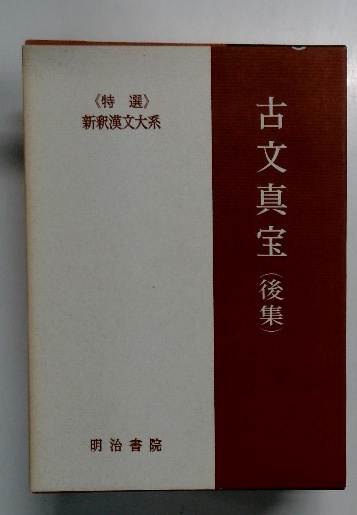 古文真宝(後集)
《特選》
新釈漢文大系
明治書院